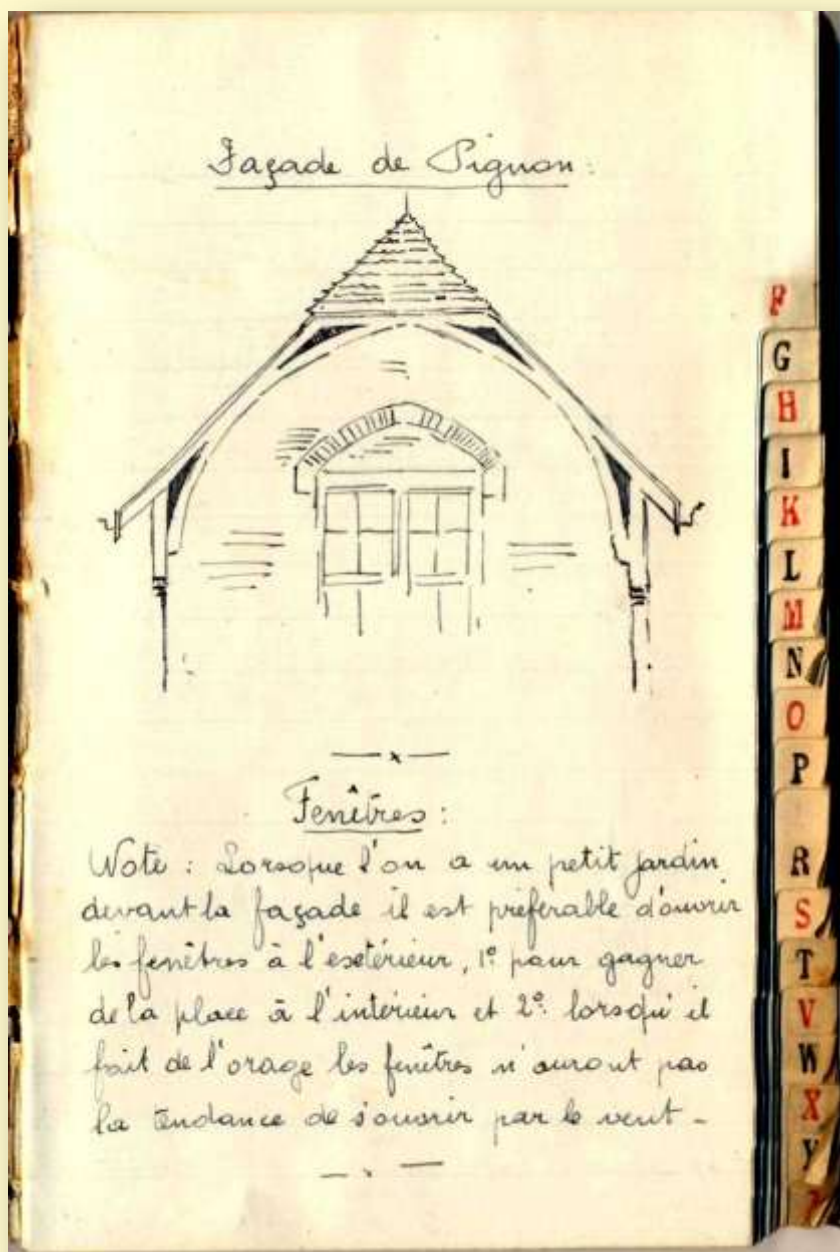 Façade de Pignon :
Fenêtres :
Note : Lorsque l'on a un petit jardin
devant la façade il est préférable d'ouvrir
les fenêtres à l'extérieur, 1º pour gagner
de la place à l'intérieur et 2º. lorsqu'il
fait de l'orage les fenêtres n'auront pas
la tendance de s'ouvrir par le vent -
F
G
H
I
K
L
M
N
O
P
R
S
T
V
W
X
Y